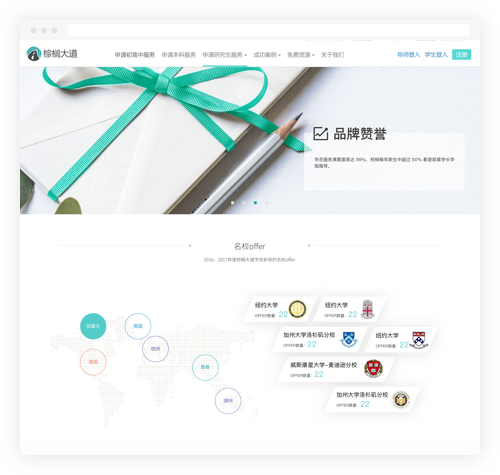 棕榈大道
申请初高中服务 申请本科服务 申请研究生服务 成功案例 免费资源 关于我们
导师登入 学生登入 注册
品牌赞誉
学员服务满意度高达 99%，棕榈每年新生中超过 50% 都是前届学长学
姐推荐。
名校offer
2016、2017年度棕榈大道学员斩获的名校offer
纽约大学
OFFER数量: 22
纽约大学
OFFER数量: 22
加州大学洛杉矶分校
OFFER数量: 22
纽约大学
OFFER数量: 22
威斯康星大学-麦迪逊分校
OFFER数量: 22
加州大学洛杉矶分校
OFFER数量: 22
加拿大
英国
欧洲
美国
香港
澳洲